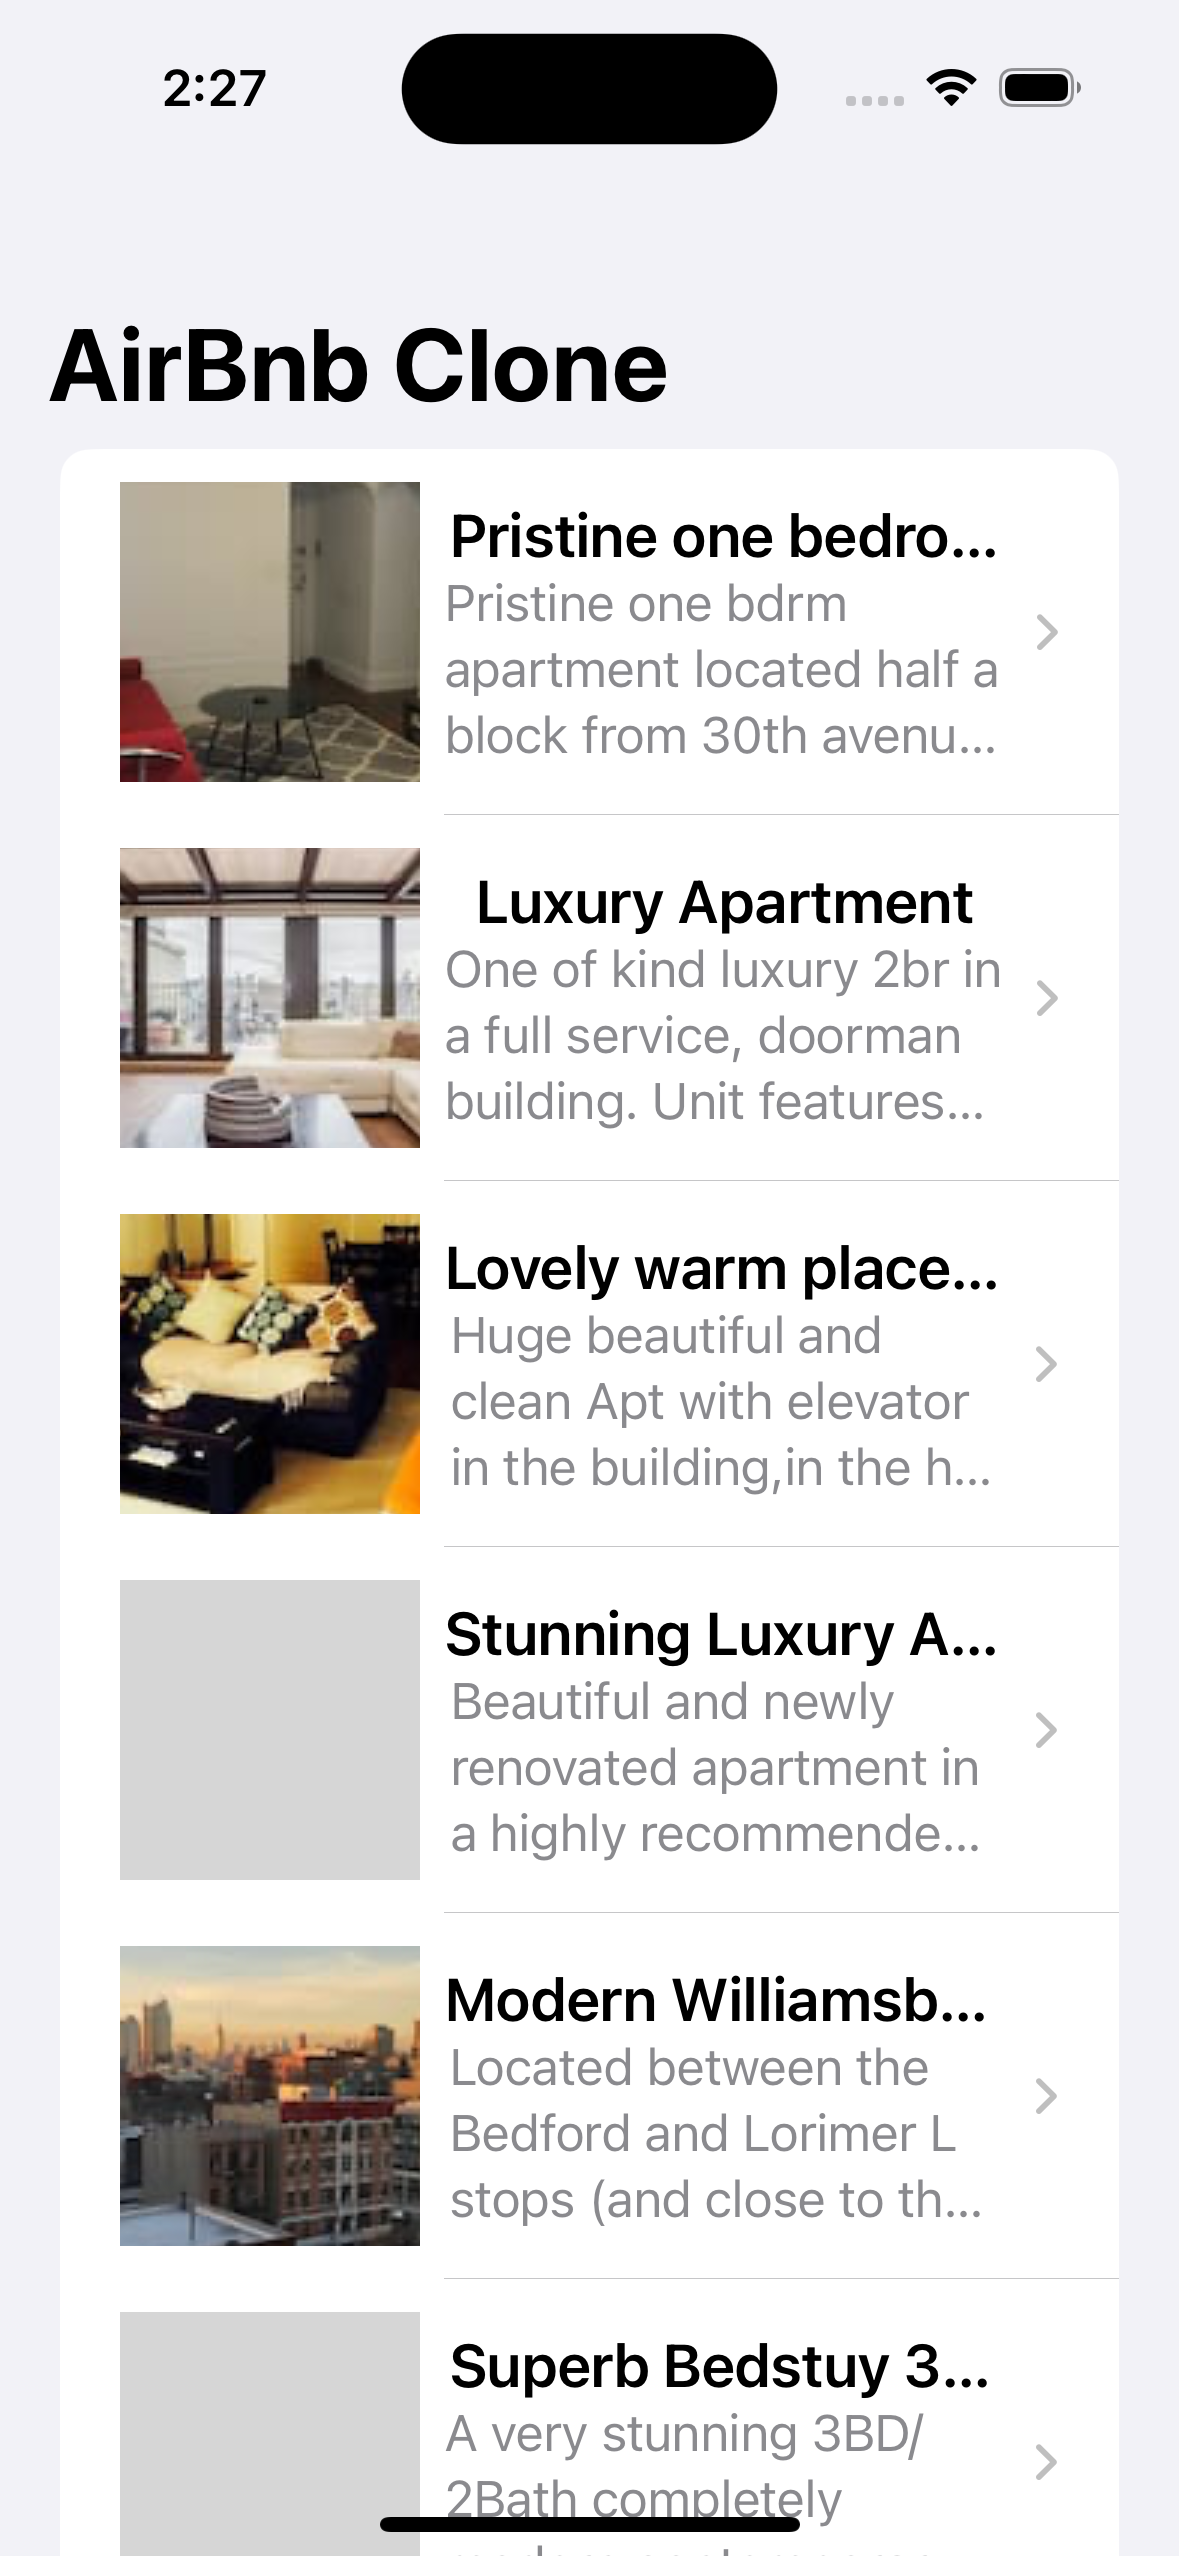 2:27
AirBnb Clone
Pristine one bedro...
Pristine one bdrm
apartment located half a
block from 30th avenu...
Luxury Apartment
One of kind luxury 2br in
a full service, doorman
building. Unit features...
Lovely warm place...
Huge beautiful and
clean Apt with elevator
in the building,in the h...
Stunning Luxury A...
Beautiful and newly
renovated apartment in
a highly recommende...
Modern Williamsb...
Located between the
Bedford and Lorimer L
stops (and close to th...
Superb Bedstuy 3...
A very stunning 3BD/
2Bath completely